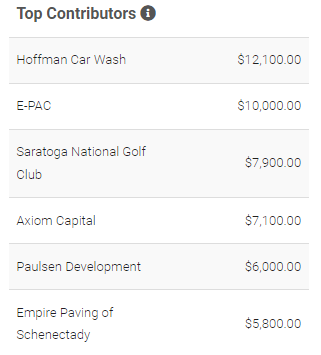 Top Contributors
Hoffman Car Wash $12,100.00
E-PAC $10,000.00
Saratoga National Golf
Club $7,900.00
Axiom Capital $7,100.00
Paulsen Development $6,000.00
Empire Paving of
Schenectady $5,800.00